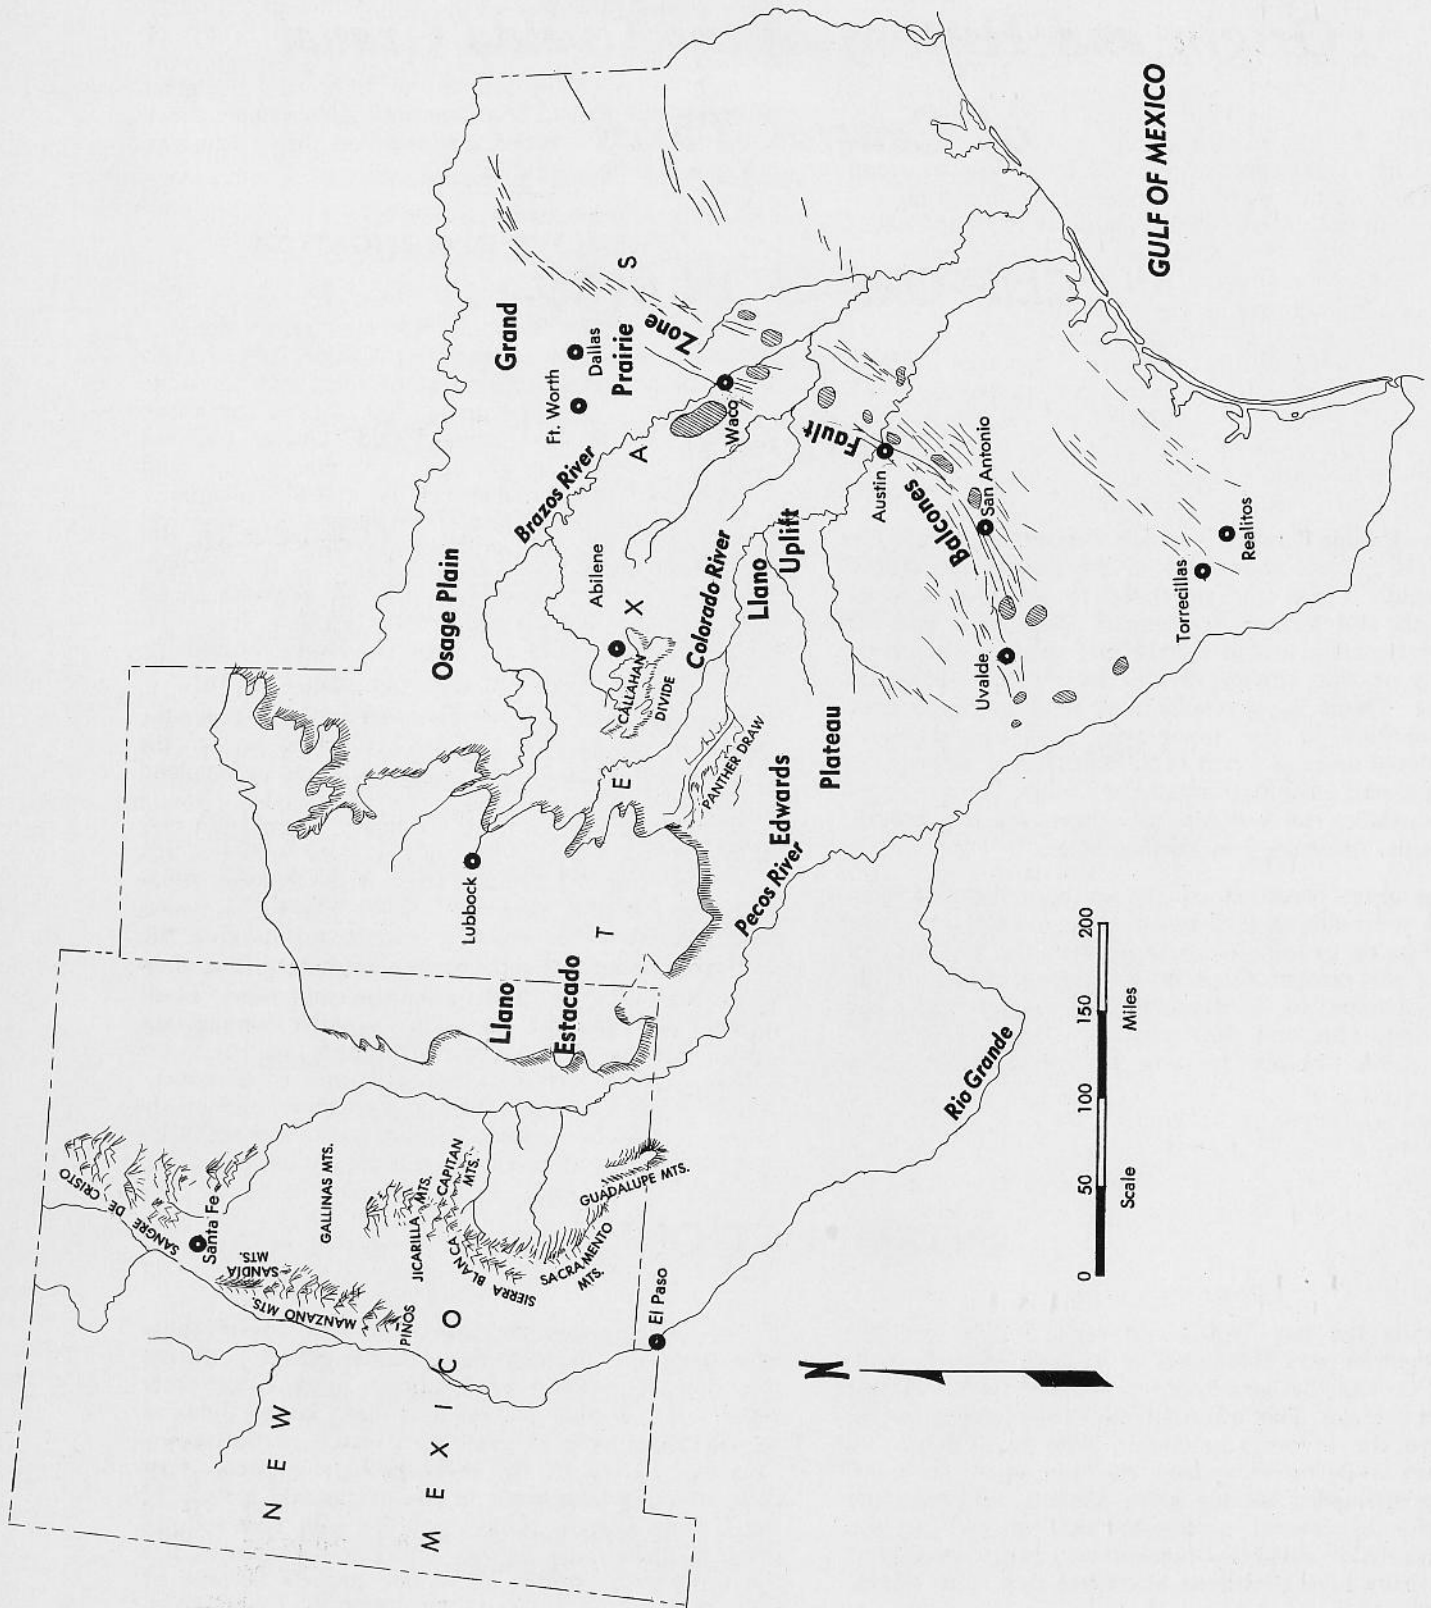 NEW
MEXICO
SANGRE DE CRISTO
Santa Fe
SANDIA
MTS.
MANZANO MTS.
PINOS
GALLINAS MTS.
JICARILLA MTS.
CAPITAN
MTS.
SIERRA BLANCA
SACRAMENTO
MTS.
GUADALUPE MTS.
El Paso
Llano
Estacado
Lubbock
TEXAS
Osage Plain
Grand
Prairie
Ft. Worth
Dallas
Brazos River
Abilene
CALLAHAN
DIVIDE
Colorado River
PANTHER DRAW
Edwards
Plateau
Pecos River
Llano
Uplift
Waco
Balcones
Fault
Zone
Austin
San Antonio
Uvalde
Torrecillas
Realitos
Rio Grande
GULF OF MEXICO
N
0 50 100 150 200
Scale Miles